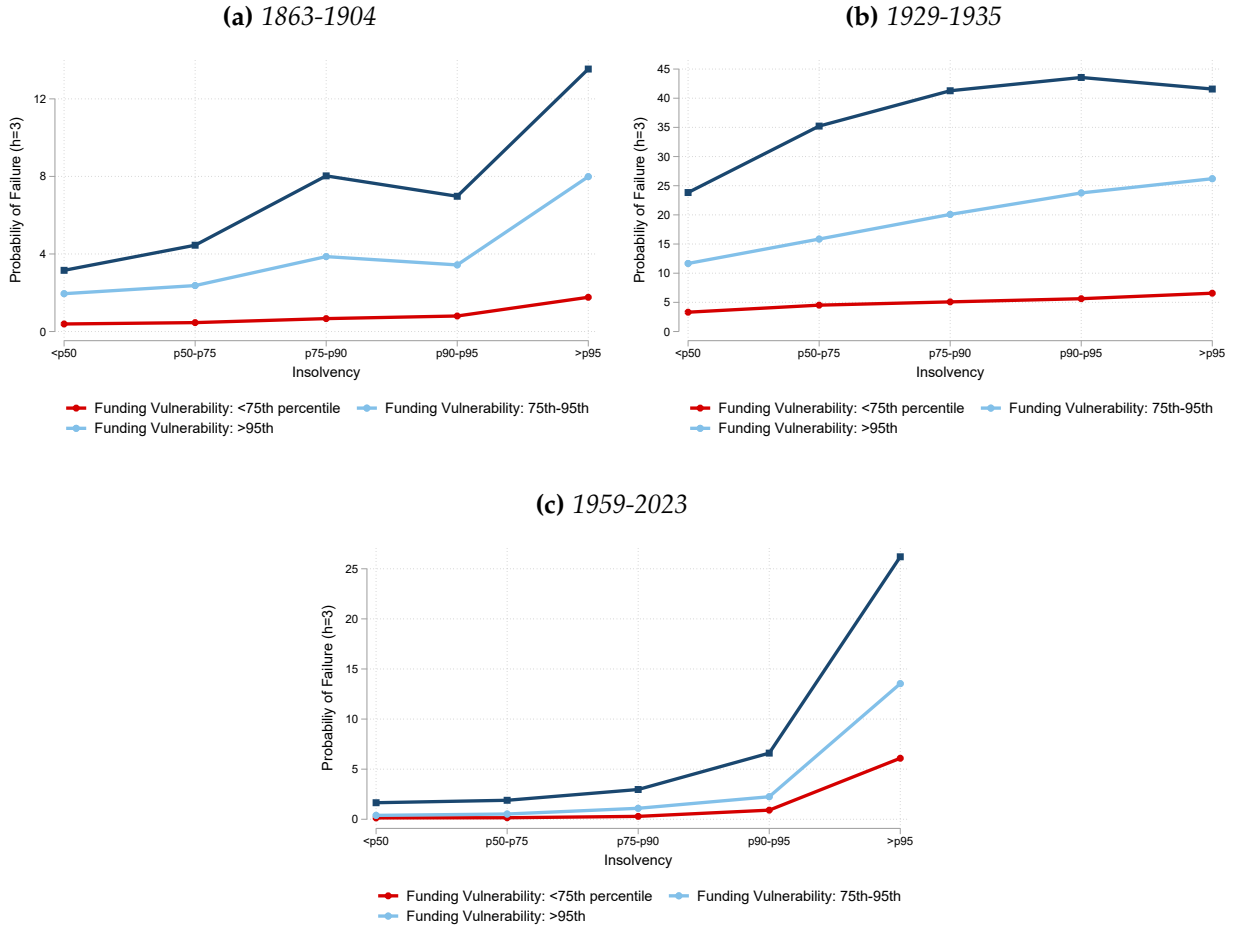 (a) 1863-1904
Probabiliy of Failure (h=3)
12
8
4
0
<p50 p50-p75 p75-p90 p90-p95 >p95
Insolvency
Funding Vulnerability: <75th percentile Funding Vulnerability: 75th-95th
Funding Vulnerability: >95th
(b) 1929-1935
Probabiliy of Failure (h=3)
45
40
35
30
25
20
15
10
5
0
<p50 p50-p75 p75-p90 p90-p95 >p95
Insolvency
Funding Vulnerability: <75th percentile Funding Vulnerability: 75th-95th
Funding Vulnerability: >95th
(c) 1959-2023
Probabiliy of Failure (h=3)
25
20
15
10
5
0
<p50 p50-p75 p75-p90 p90-p95 >p95
Insolvency
Funding Vulnerability: <75th percentile Funding Vulnerability: 75th-95th
Funding Vulnerability: >95th